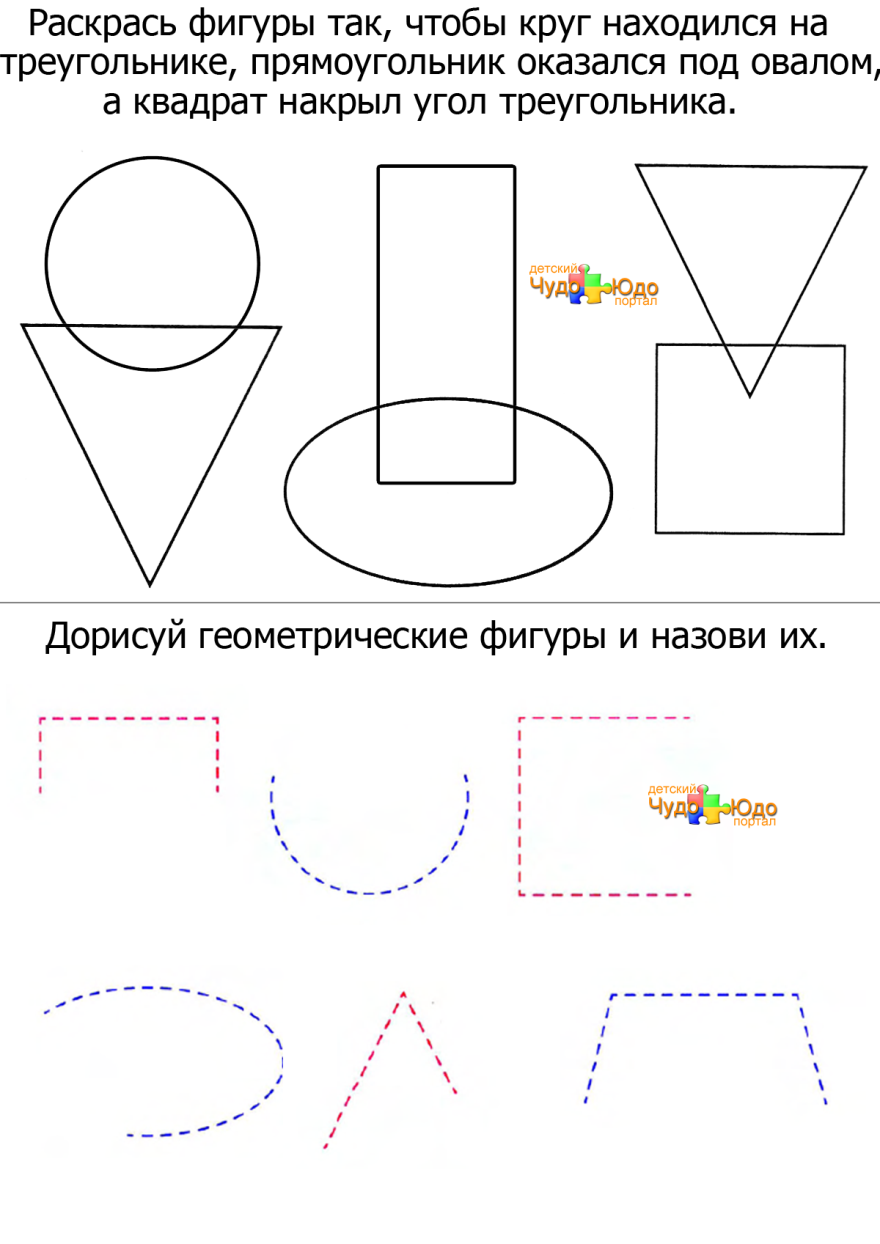 Раскрась фигуры так, чтобы круг находился на
треугольнике, прямоугольник оказался под овалом,
а квадрат накрыл угол треугольника.
детский
Чудо Юдо
портал
Дорисуй геометрические фигуры и назови их.
детский
Чудо Юдо
портал